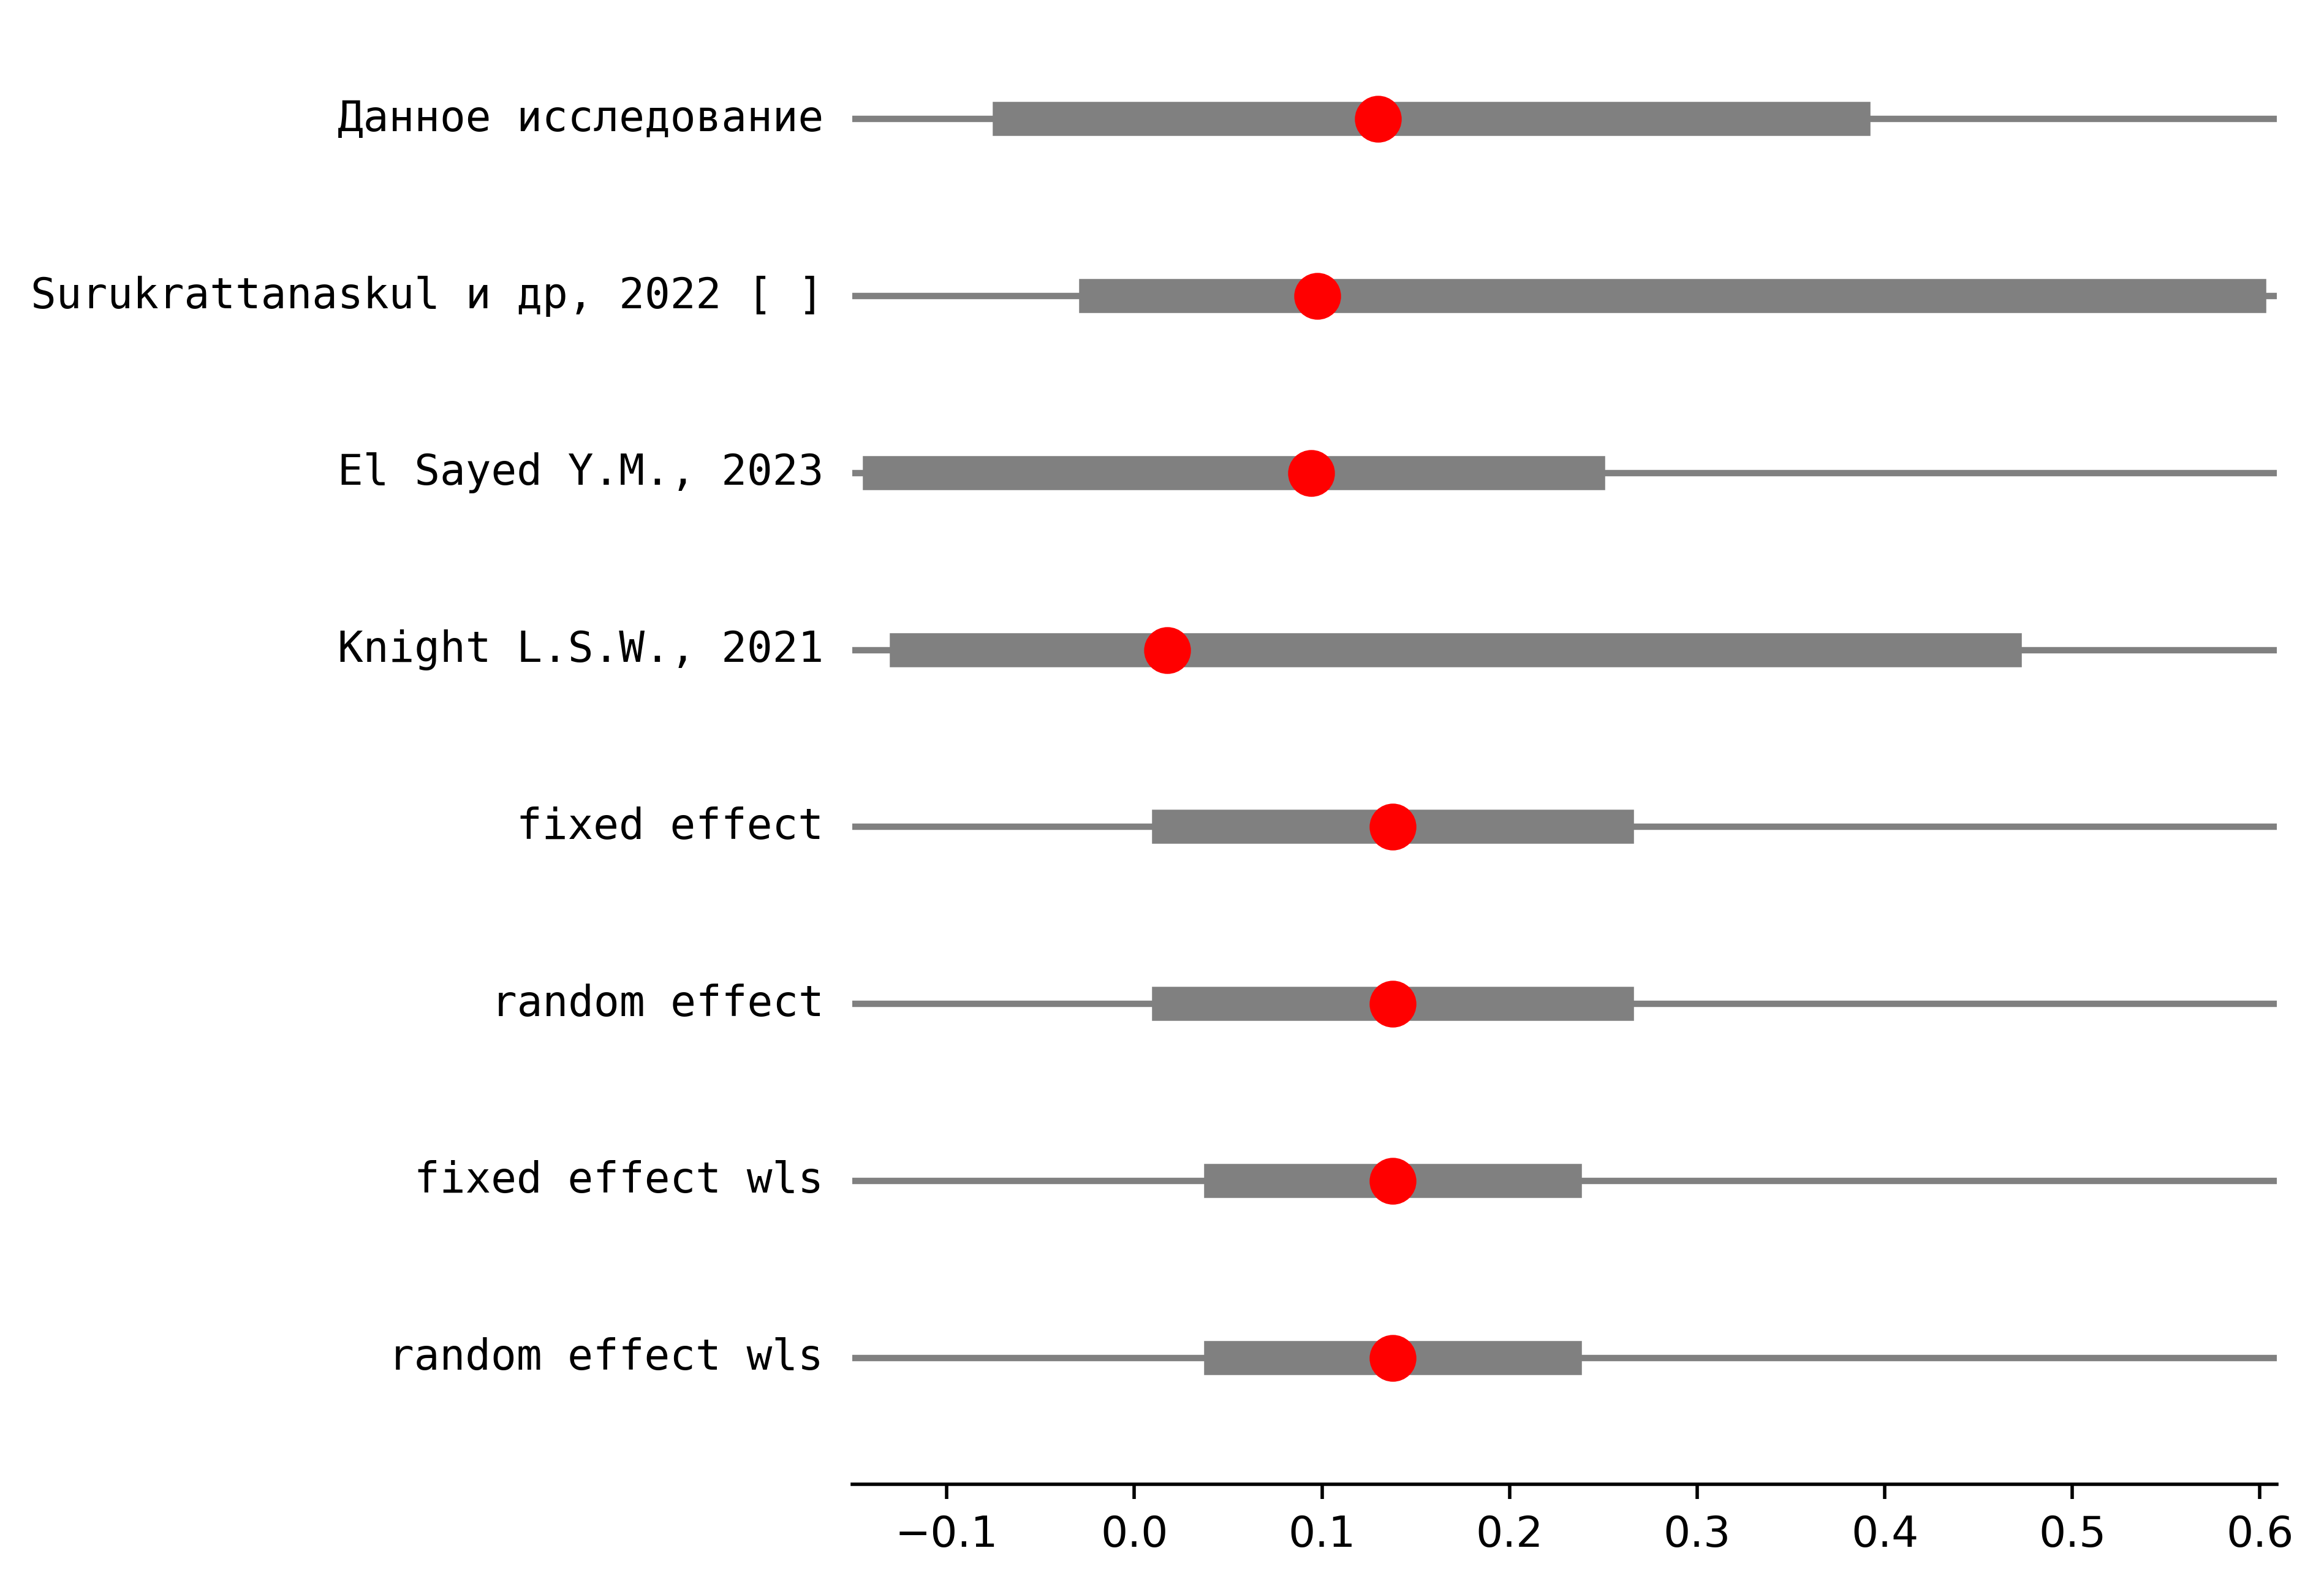 Данное исследование
Surukrattanaskul и др, 2022 [ ]
El Sayed Y.M., 2023
Knight L.S.W., 2021
fixed effect
random effect
fixed effect wls
random effect wls
−0.1 0.0 0.1 0.2 0.3 0.4 0.5 0.6